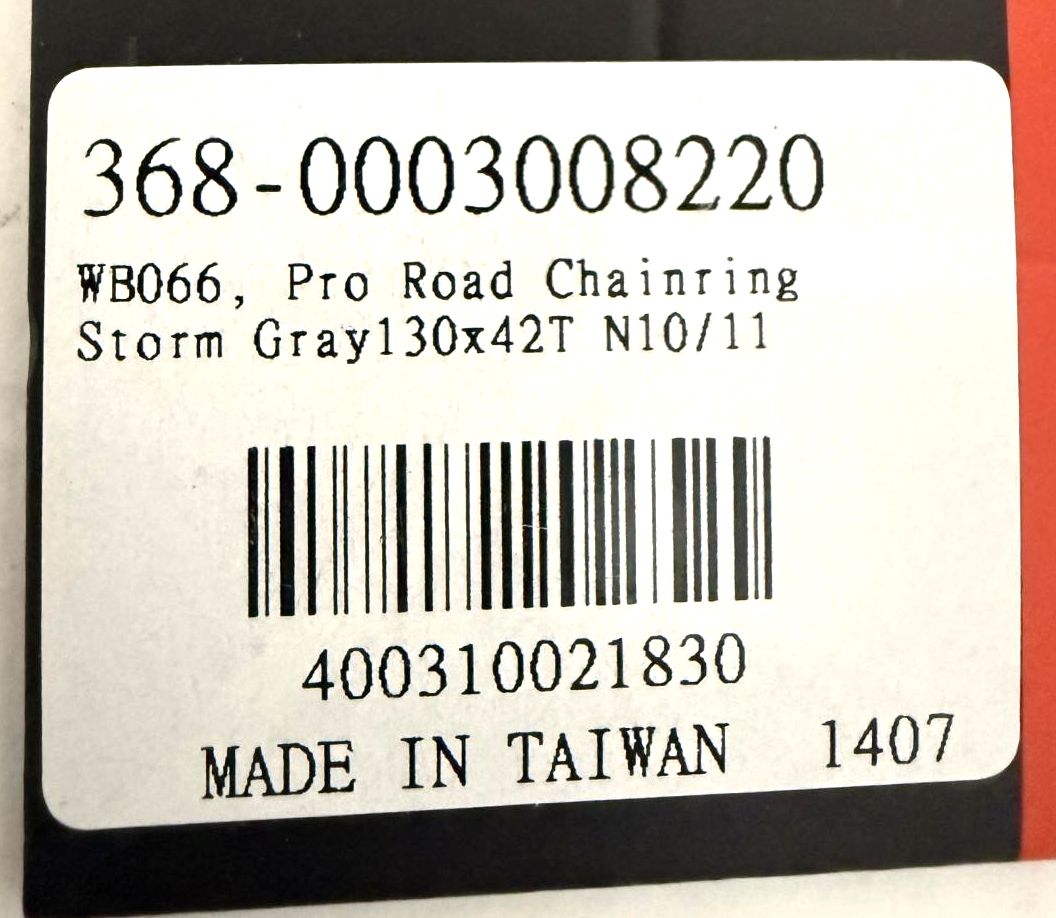 368-0003008220
WB066, Pro Road Chainring
Storm Gray130x42T N10/11
400310021830
MADE IN TAIWAN 1407